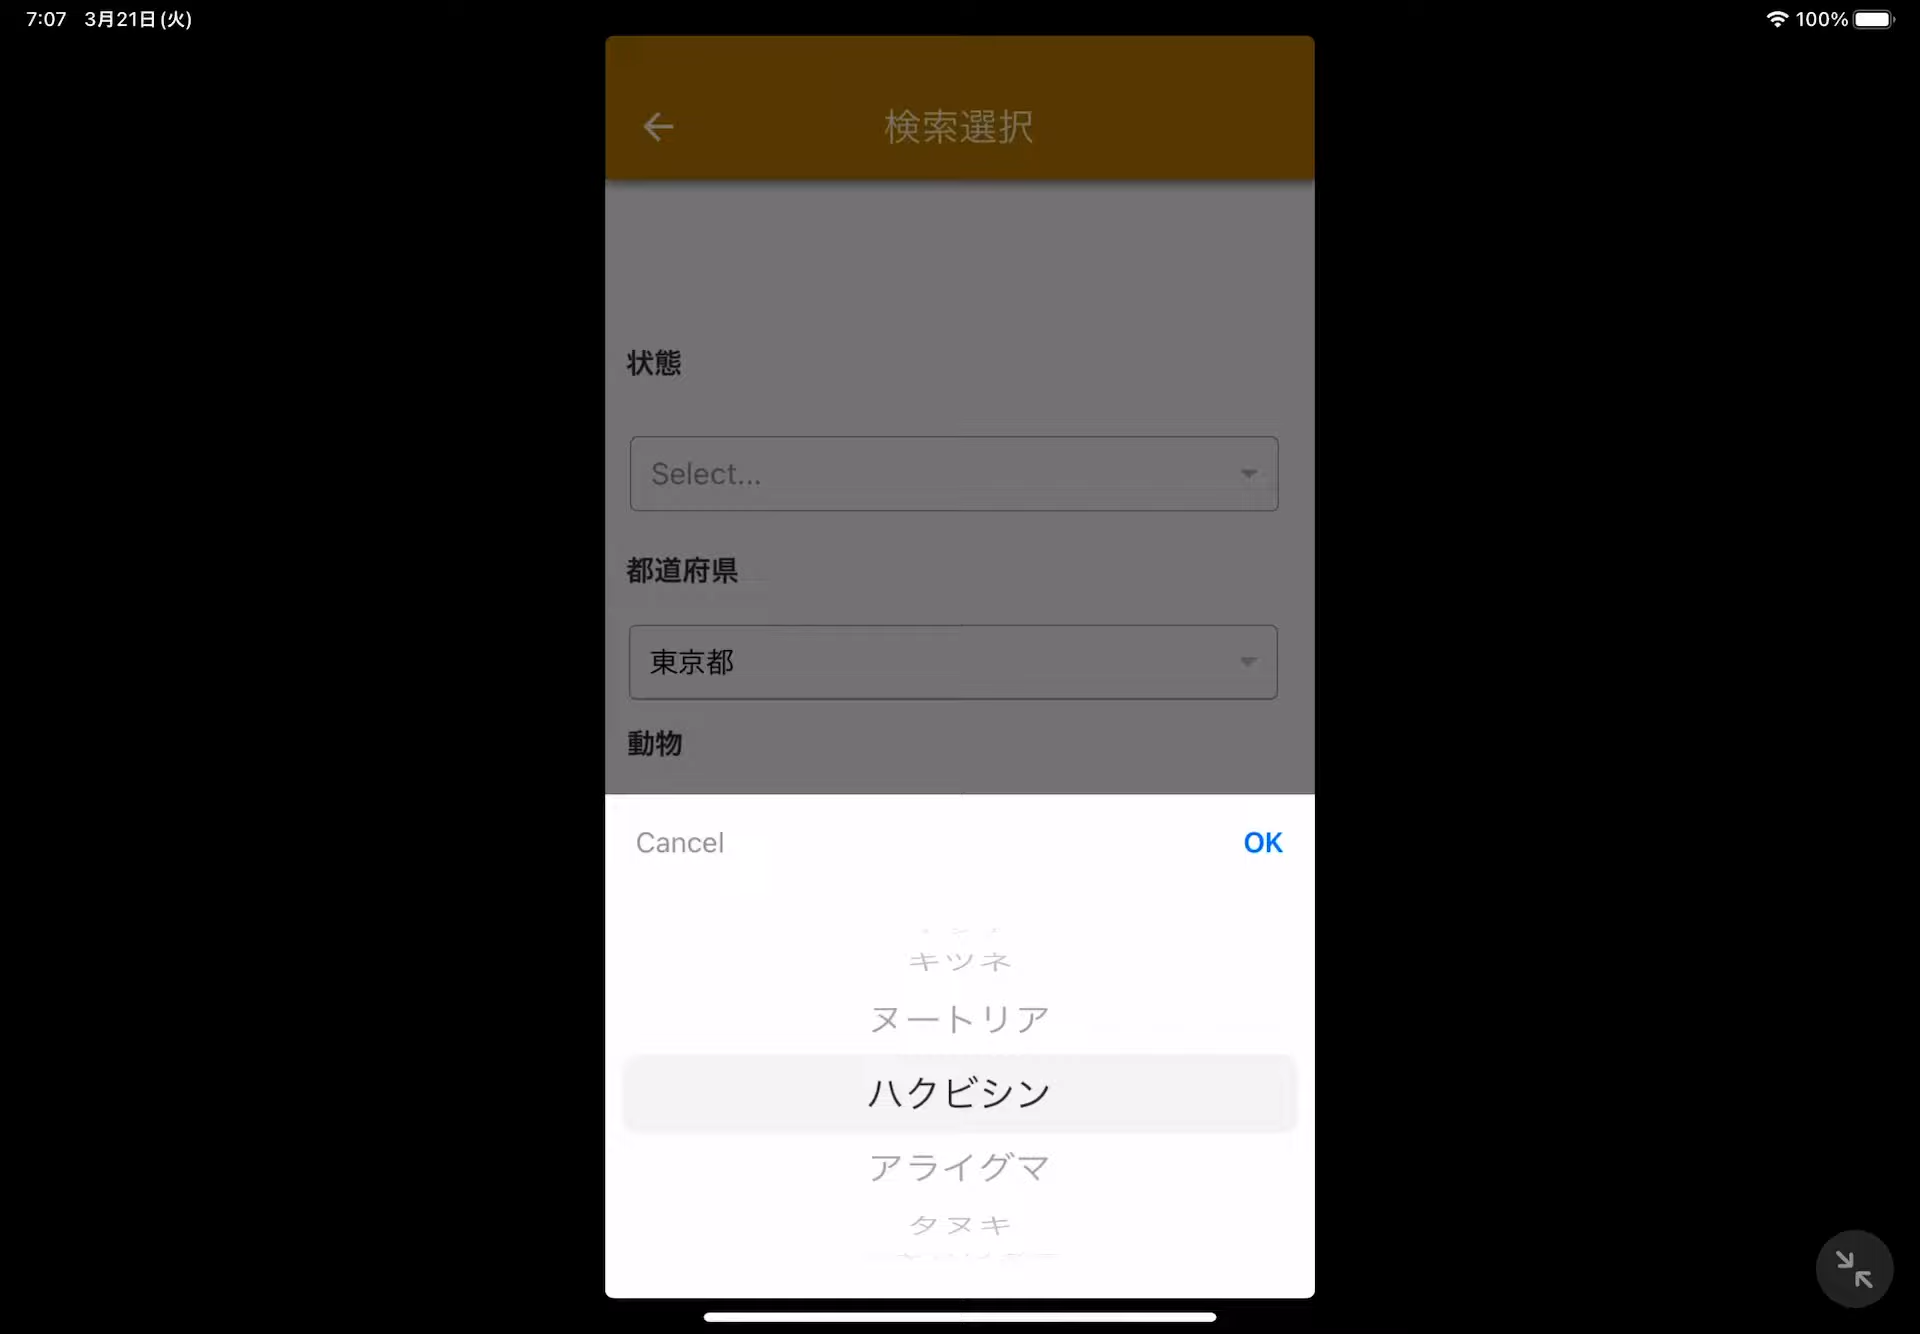 7:07 3月21日(火) 100%
検索選択
状態
Select...
都道府県
東京都
動物
Cancel OK
キツネ
ヌートリア
ハクビシン
アライグマ
タヌキ